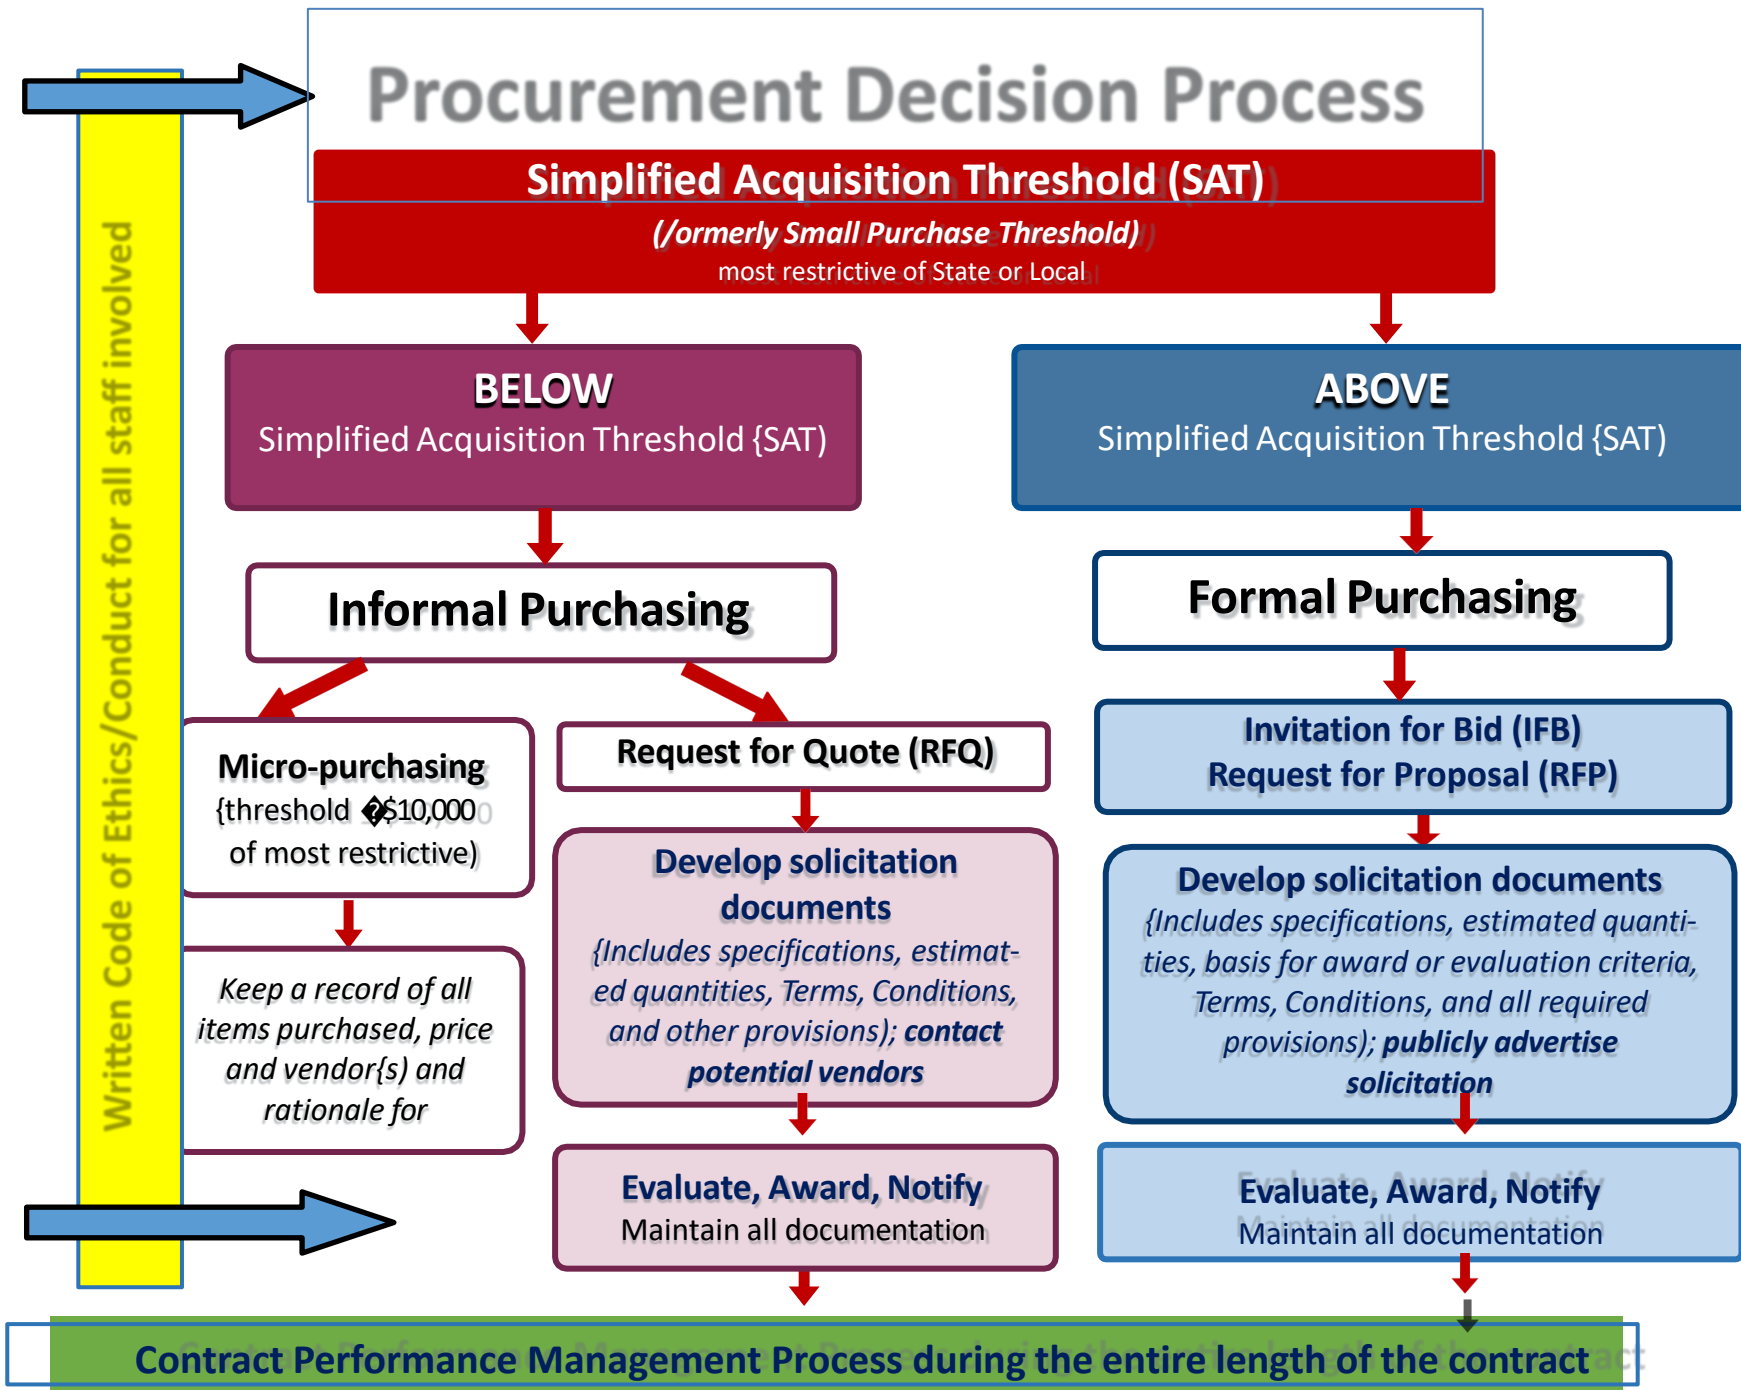 Procurement Decision Process
Simplified Acquisition Threshold (SAT)
(/ormerly Small Purchase Threshold)
most restrictive of State or Local
Written Code of Ethics/Conduct for all staff involved
BELOW
Simplified Acquisition Threshold {SAT)
ABOVE
Simplified Acquisition Threshold {SAT)
Informal Purchasing
Formal Purchasing
Micro-purchasing
{threshold �$10,000
of most restrictive)
Keep a record of all
items purchased, price
and vendor{s) and
rationale for
Request for Quote (RFQ)
Develop solicitation
documents
{Includes specifications, estimat-
ed quantities, Terms, Conditions,
and other provisions); contact
potential vendors
Evaluate, Award, Notify
Maintain all documentation
Invitation for Bid (IFB)
Request for Proposal (RFP)
Develop solicitation documents
{Includes specifications, estimated quanti-
ties, basis for award or evaluation criteria,
Terms, Conditions, and all required
provisions); publicly advertise
solicitation
Evaluate, Award, Notify
Maintain all documentation
Contract Performance Management Process during the entire length of the contract